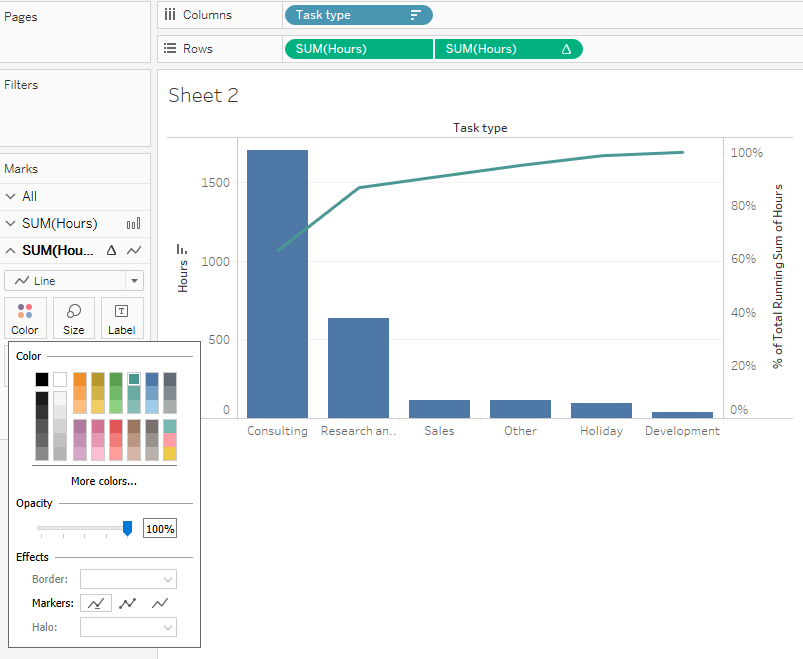 Pages
Columns
Task type
Rows
SUM(Hours)
SUM(Hours) Δ
Filters
Sheet 2
Marks
All
SUM(Hours)
SUM(Hou... Δ
Line
Color
Size
Label
Color
More colors...
Opacity
100%
Effects
Border:
Markers:
Halo:
Task type
Hours
1500
1000
500
0
100%
80%
60%
40%
20%
0%
% of Total Running Sum of Hours
Consulting
Research an..
Sales
Other
Holiday
Development